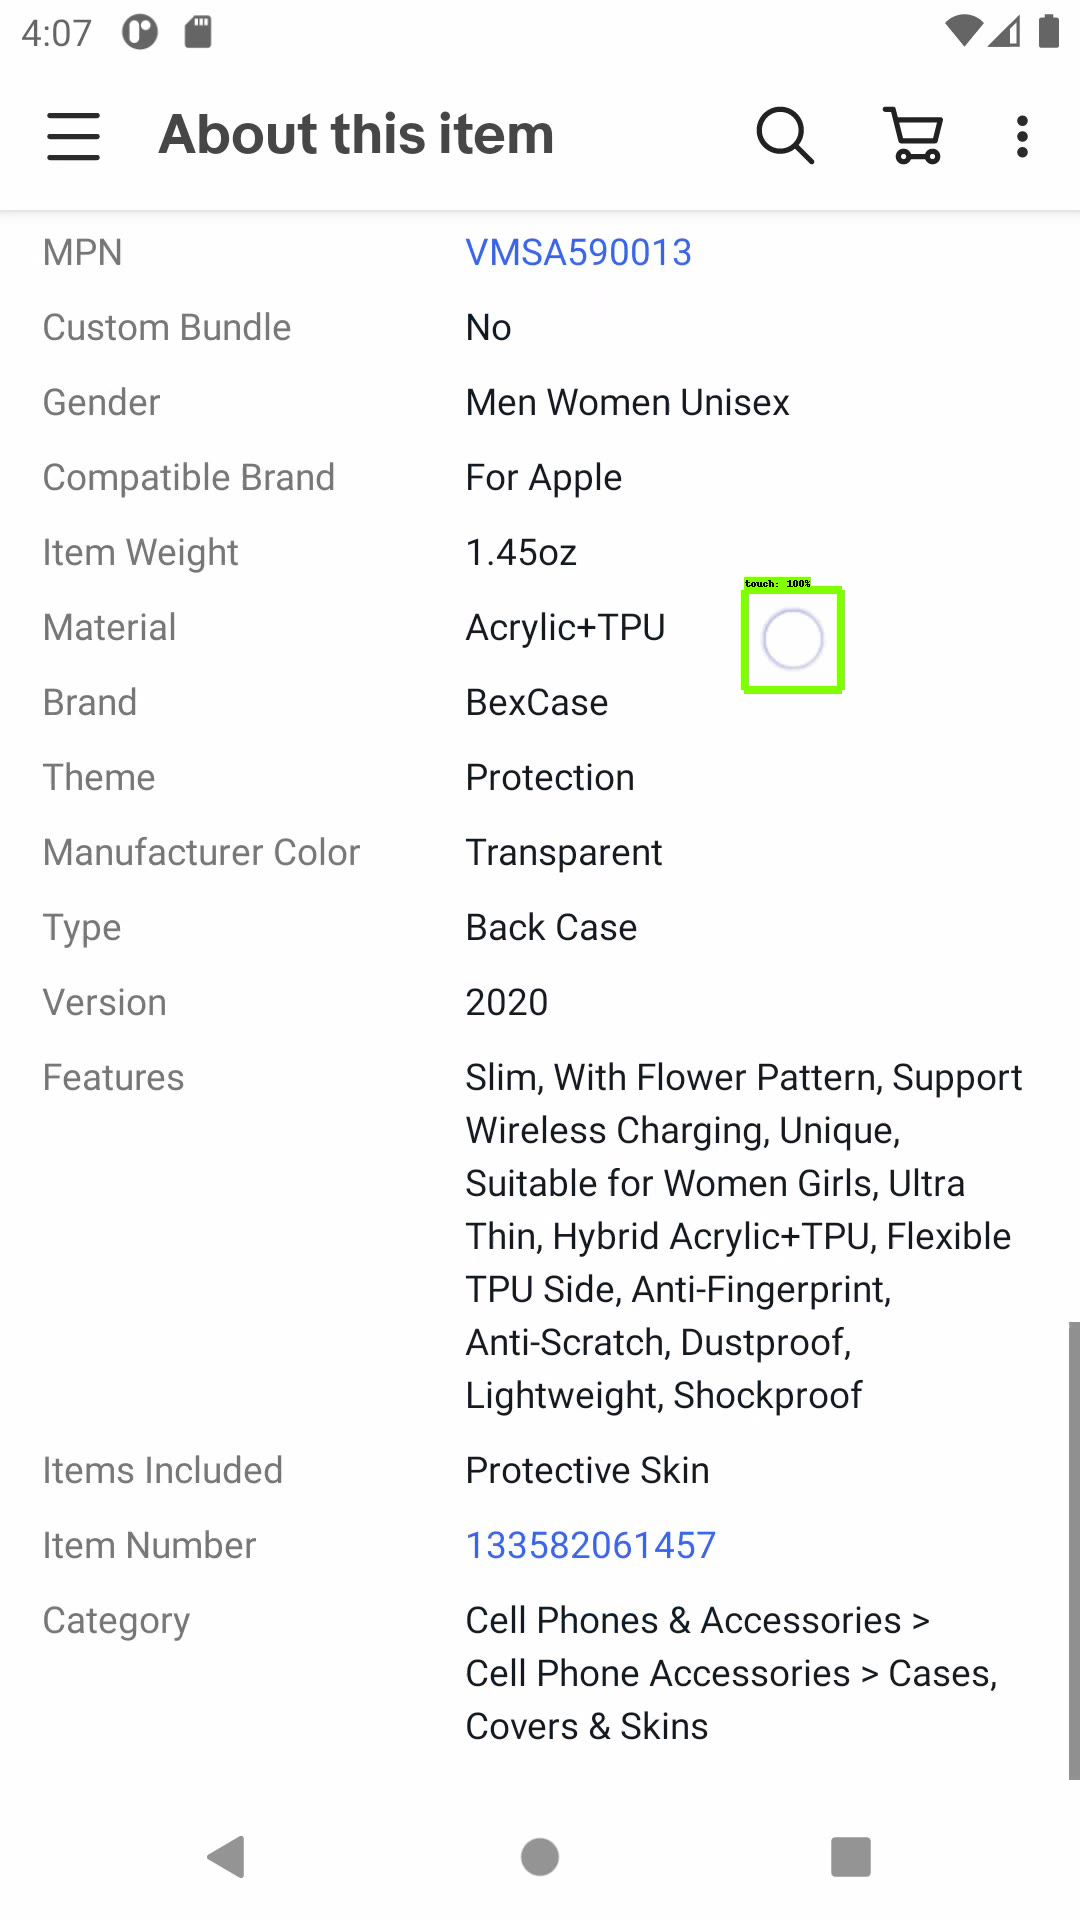 4:07
About this item
MPN VMSA590013
Custom Bundle No
Gender Men Women Unisex
Compatible Brand For Apple
Item Weight 1.45oz
touch: 100%
Material Acrylic+TPU
Brand BexCase
Theme Protection
Manufacturer Color Transparent
Type Back Case
Version 2020
Features Slim, With Flower Pattern, Support
Wireless Charging, Unique,
Suitable for Women Girls, Ultra
Thin, Hybrid Acrylic+TPU, Flexible
TPU Side, Anti-Fingerprint,
Anti-Scratch, Dustproof,
Lightweight, Shockproof
Items Included Protective Skin
Item Number 133582061457
Category Cell Phones & Accessories >
Cell Phone Accessories > Cases,
Covers & Skins